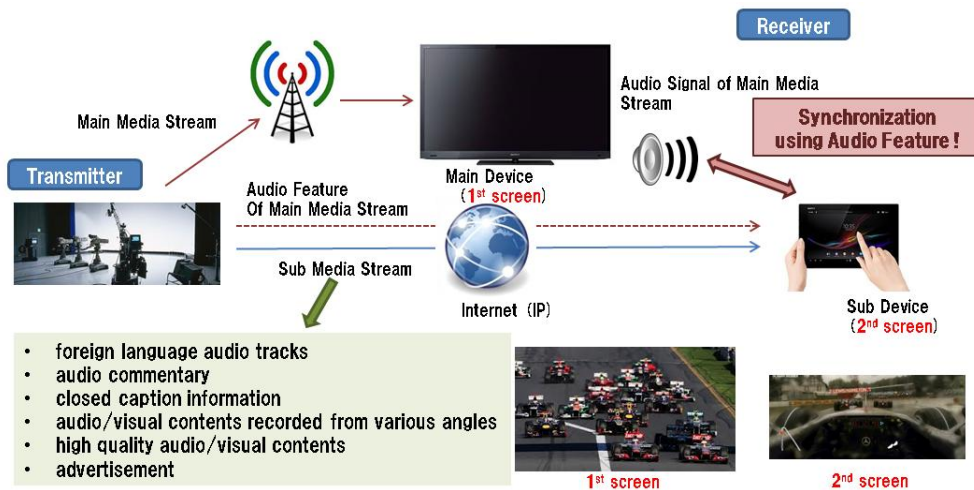 Receiver
Audio Signal of Main Media
Stream
Main Media Stream
Synchronization
using Audio Feature !
Transmitter
Main Device
(1st screen)
Audio Feature
Of Main Media Stream
Sub Media Stream
Internet (IP)
Sub Device
(2nd screen)
• foreign language audio tracks
• audio commentary
• closed caption information
• audio/visual contents recorded from various angles
• high quality audio/visual contents
• advertisement
1st screen
2nd screen